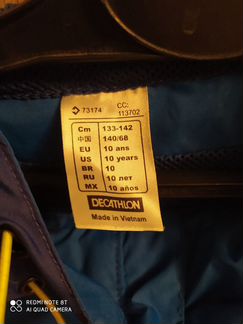 73174 CC: 113702
Cm 133-142
中国 140/68
EU 10 ans
US 10 years
BR 10
RU 10 лет
MX 10 años
DECATHLON
Made in Vietnam
REDMI NOTE 8T
AI QUAD CAMERA